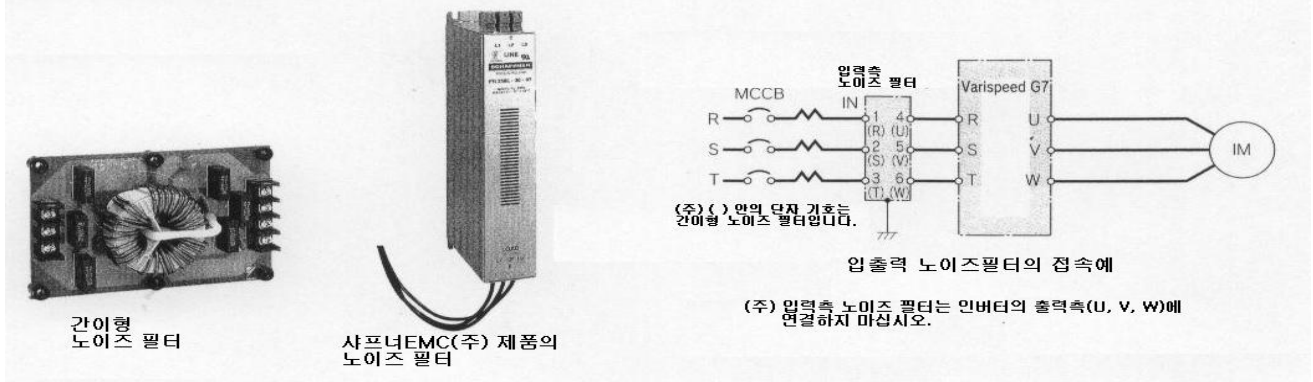 LINE
SCHAFFNER
간이형
노이즈 필터
샤프너EMC(주) 제품의
노이즈 필터
입력측
노이즈 필터
MCCB
IN
Varispeed G7
R 1 4 R U
(R) (U)
S 2 5 S V IM
(S) (V)
T 3 6 T W
(T) (W)
(주) ( ) 안의 단자 기호는
간이형 노이즈 필터입니다.
입출력 노이즈필터의 접속예
(주) 입력측 노이즈 필터는 인버터의 출력측(U, V, W)에
연결하지 마십시오.